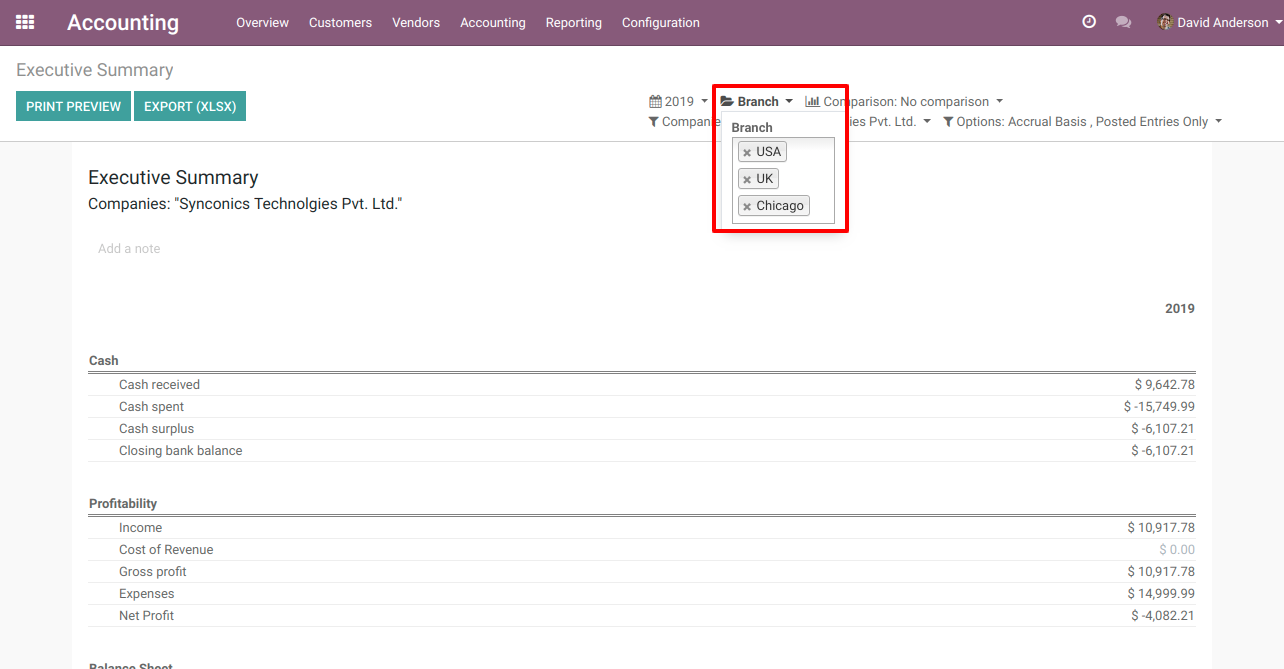 Accounting Overview Customers Vendors Accounting Reporting Configuration David Anderson
Executive Summary
PRINT PREVIEW EXPORT (XLSX)
2019 Branch Comparison: No comparison
Companie ies Pvt. Ltd. Options: Accrual Basis , Posted Entries Only
Branch
× USA
× UK
× Chicago
Executive Summary
Companies: "Synconics Technolgies Pvt. Ltd."
Add a note
2019
Cash
Cash received $ 9,642.78
Cash spent $ -15,749.99
Cash surplus $ -6,107.21
Closing bank balance $ -6,107.21
Profitability
Income $ 10,917.78
Cost of Revenue $ 0.00
Gross profit $ 10,917.78
Expenses $ 14,999.99
Net Profit $ -4,082.21
Balance Sheet